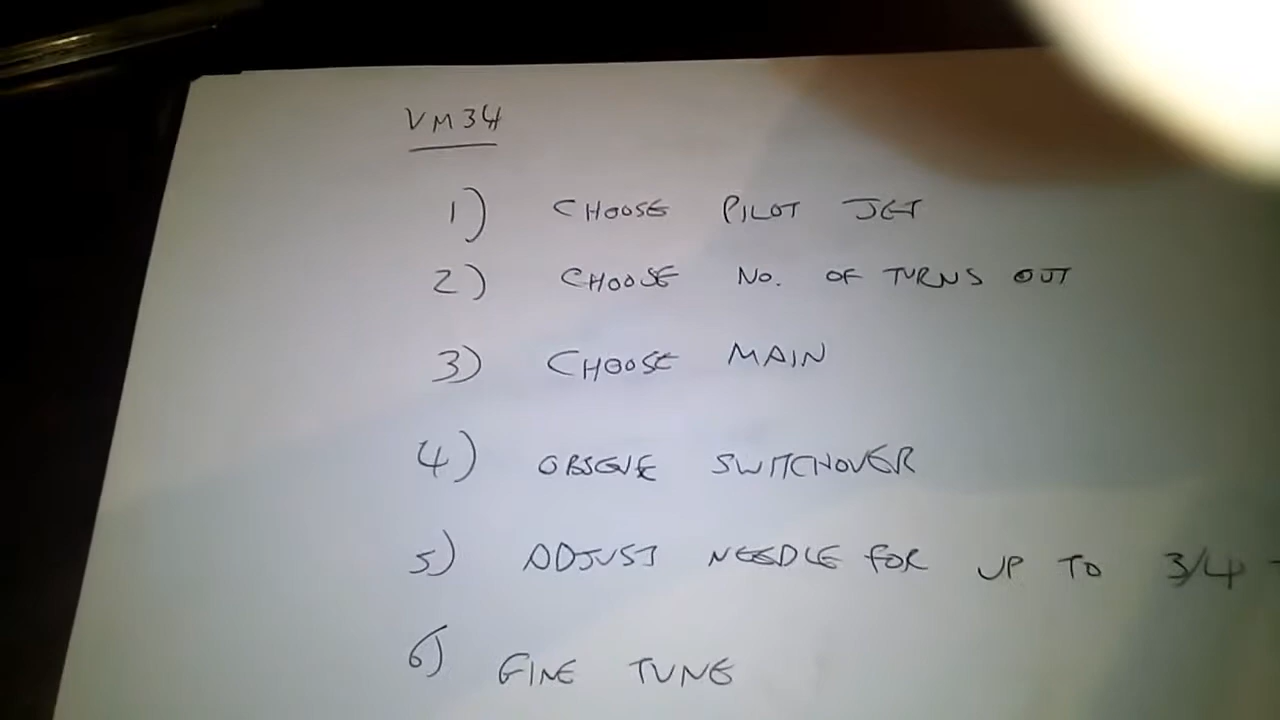 VM34
1) CHOOSE PILOT JET
2) CHOOSE No. OF TURNS OUT
3) CHOOSE MAIN
4) OBSEVE SWITCHOVER
5) ADJUST NEEDLE FOR UP TO 3/4
6) FINE TUNE